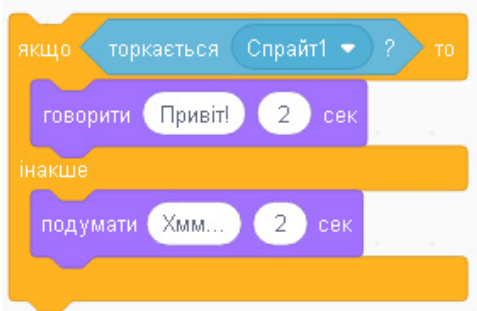 якщо торкається Спрайт1 ? то
говорити Привіт! 2 сек
інакше
подумати Хмм... 2 сек